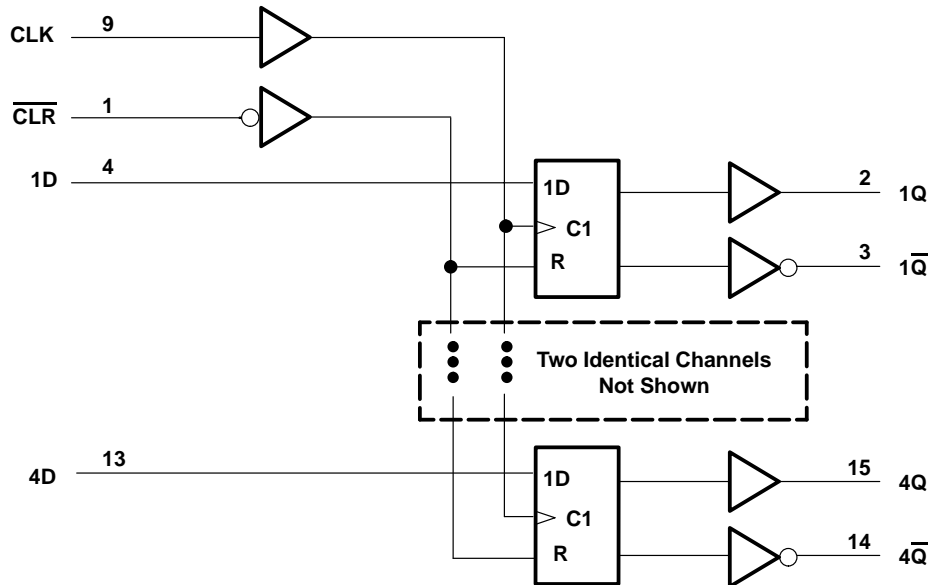 CLK 9
C̅L̅R̅ 1
1D 4
1D
C1
R
2 1Q
3 1Q̅
Two Identical Channels
Not Shown
4D 13
1D
C1
R
15 4Q
14 4Q̅